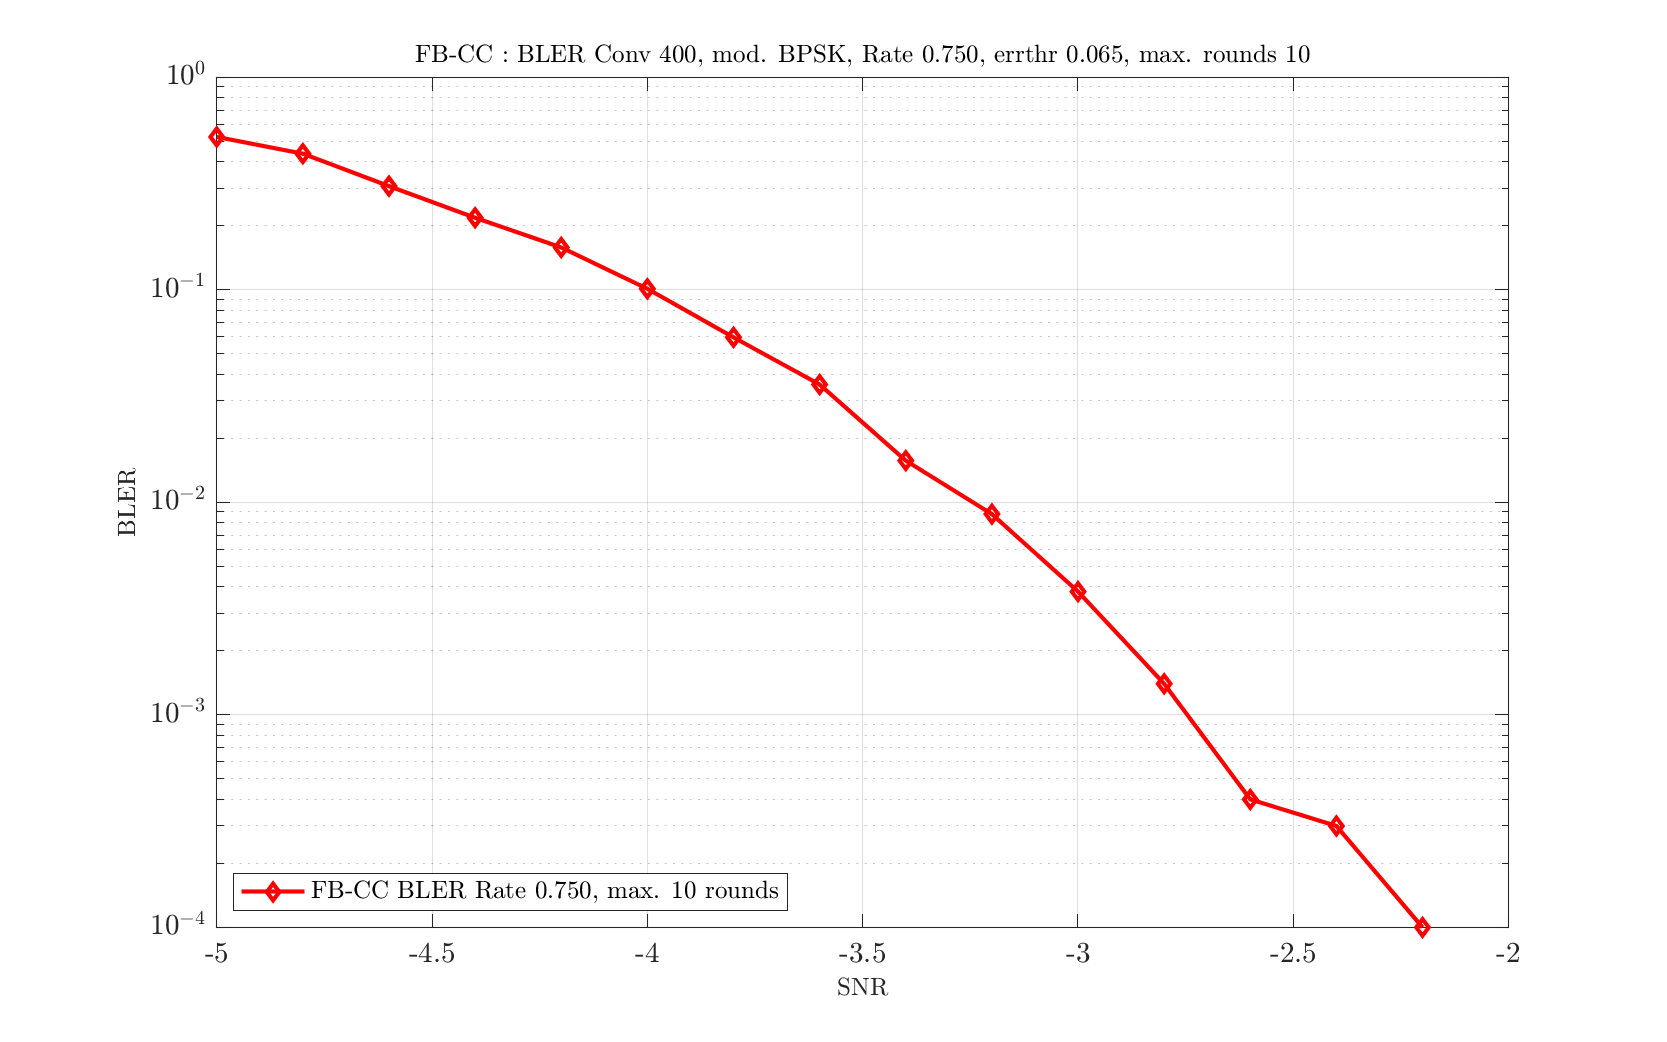 FB-CC : BLER Conv 400, mod. BPSK, Rate 0.750, errthr 0.065, max. rounds 10
10^0
10^{-1}
10^{-2}
10^{-3}
10^{-4}
BLER
FB-CC BLER Rate 0.750, max. 10 rounds
-5 -4.5 -4 -3.5 -3 -2.5 -2
SNR